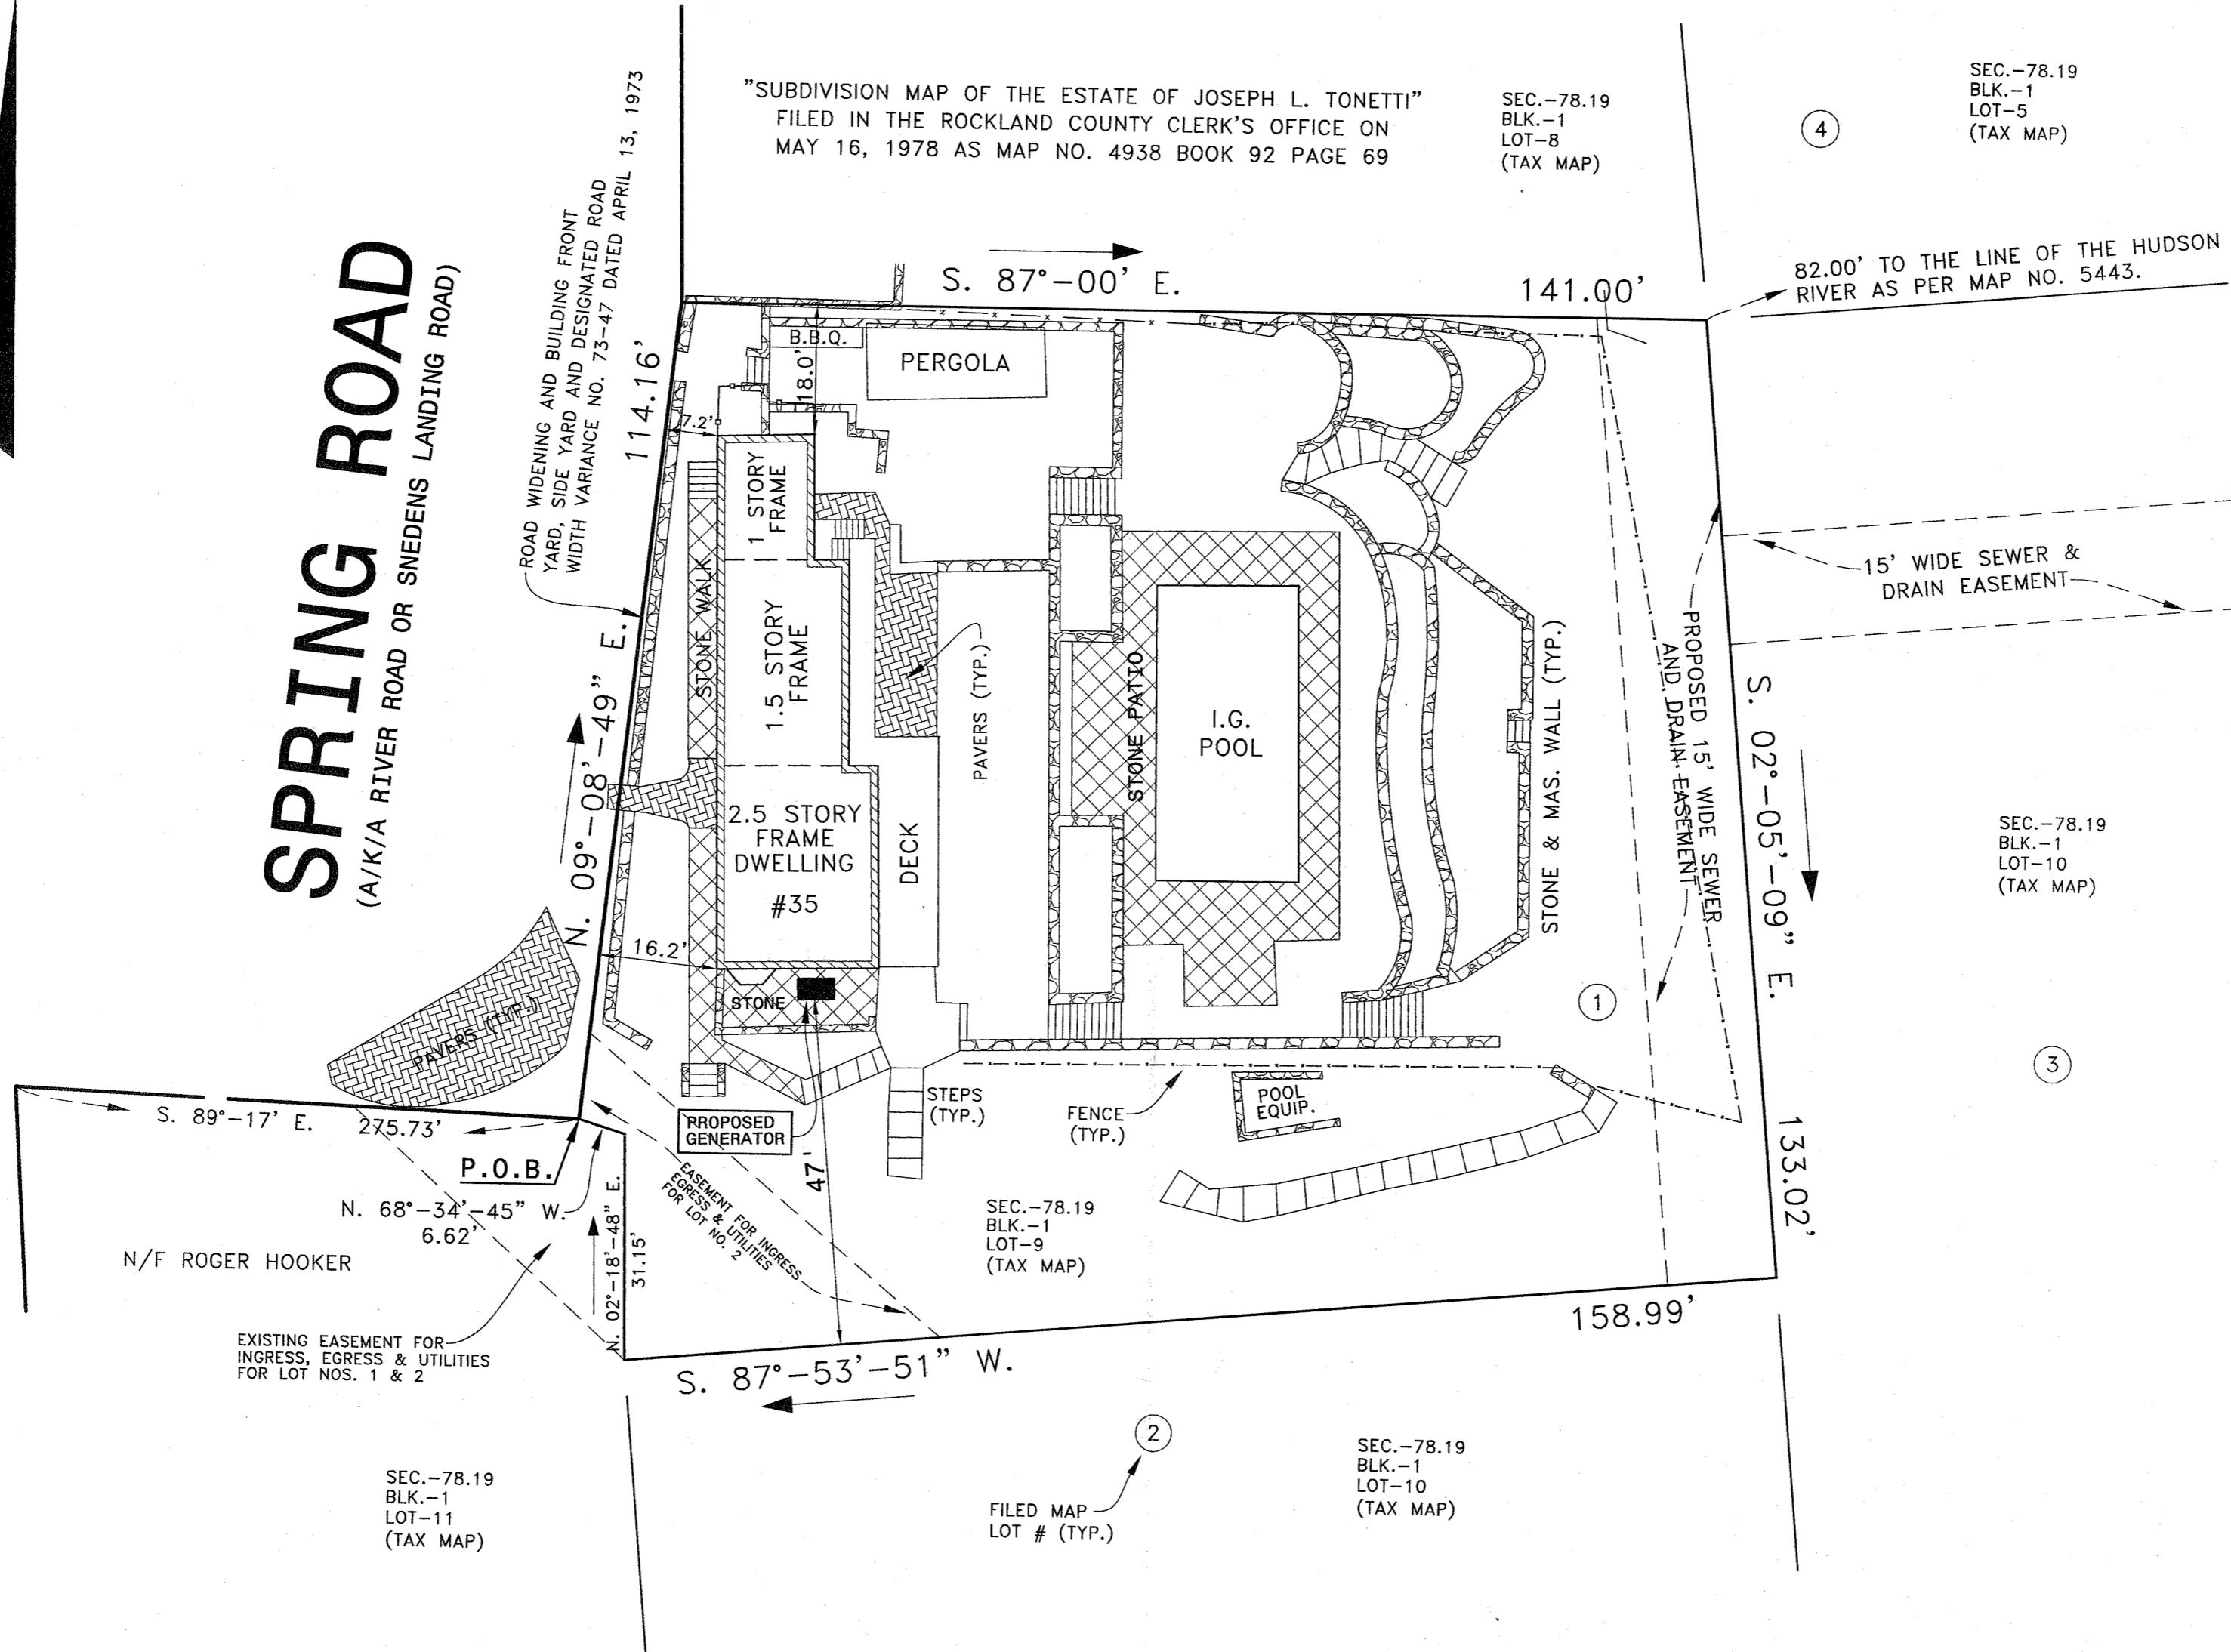 "SUBDIVISION MAP OF THE ESTATE OF JOSEPH L. TONETTI"
FILED IN THE ROCKLAND COUNTY CLERK'S OFFICE ON
MAY 16, 1978 AS MAP NO. 4938 BOOK 92 PAGE 69
SEC.-78.19
BLK.-1
LOT-8
(TAX MAP)
4
SEC.-78.19
BLK.-1
LOT-5
(TAX MAP)
82.00' TO THE LINE OF THE HUDSON
RIVER AS PER MAP NO. 5443.
SPRING ROAD
(A/K/A RIVER ROAD OR SNEDENS LANDING ROAD)
ROAD WIDENING AND BUILDING FRONT
YARD, SIDE YARD AND DESIGNATED ROAD
WIDTH VARIANCE NO. 73-47 DATED APRIL 13, 1973
114.16'
N. 09°-08'-49" E.
S. 87°-00' E.
141.00'
B.B.Q.
18.0'
PERGOLA
7.2'
1 STORY
FRAME
STONE WALK
1.5 STORY
FRAME
2.5 STORY
FRAME
DWELLING
#35
DECK
PAVERS (TYP.)
STONE PATIO
I.G.
POOL
STONE & MAS. WALL (TYP.)
PROPOSED 15' WIDE SEWER
AND DRAIN EASEMENT
15' WIDE SEWER &
DRAIN EASEMENT
S. 02°-05'-09" E.
133.02'
SEC.-78.19
BLK.-1
LOT-10
(TAX MAP)
1
3
16.2'
STONE
PAVERS (TYP.)
S. 89°-17' E.
275.73'
P.O.B.
N. 68°-34'-45" W.
6.62'
N. 02°-18'-48" E.
31.15'
PROPOSED
GENERATOR
47'
STEPS
(TYP.)
FENCE
(TYP.)
POOL
EQUIP.
EASEMENT FOR INGRESS
EGRESS & UTILITIES
FOR LOT NO. 2
SEC.-78.19
BLK.-1
LOT-9
(TAX MAP)
N/F ROGER HOOKER
EXISTING EASEMENT FOR
INGRESS, EGRESS & UTILITIES
FOR LOT NOS. 1 & 2
S. 87°-53'-51" W.
158.99'
2
FILED MAP
LOT # (TYP.)
SEC.-78.19
BLK.-1
LOT-11
(TAX MAP)
SEC.-78.19
BLK.-1
LOT-10
(TAX MAP)